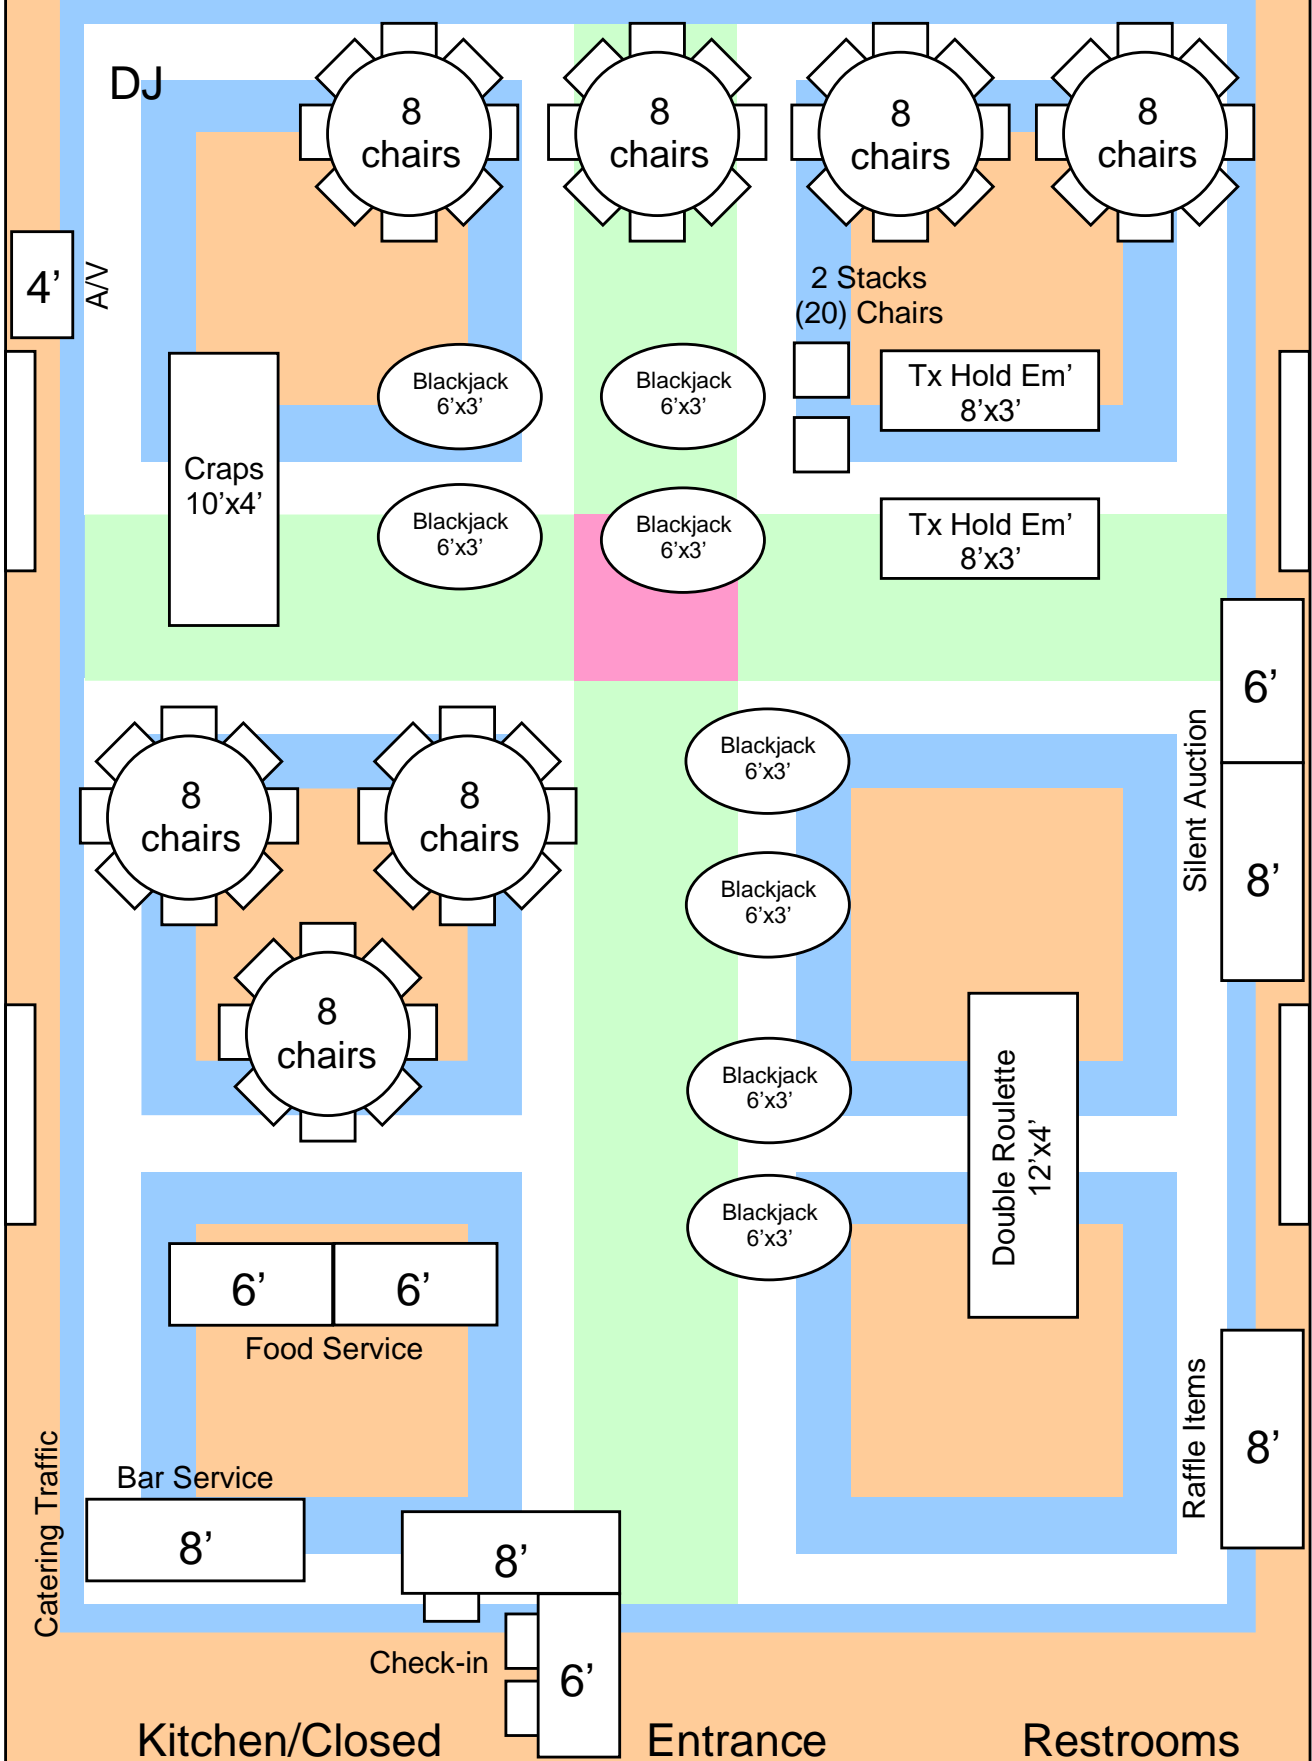 DJ
8
chairs
8
chairs
8
chairs
8
chairs
4’
A/V
2 Stacks
(20) Chairs
Blackjack
6’x3’
Blackjack
6’x3’
Tx Hold Em’
8’x3’
Craps
10’x4’
Blackjack
6’x3’
Blackjack
6’x3’
Tx Hold Em’
8’x3’
6’
Silent Auction
8’
8
chairs
8
chairs
8
chairs
Blackjack
6’x3’
Blackjack
6’x3’
Blackjack
6’x3’
Blackjack
6’x3’
Double Roulette
12’x4’
6’
6’
Food Service
Raffle Items
8’
Catering Traffic
Bar Service
8’
8’
Check-in
6’
Kitchen/Closed
Entrance
Restrooms